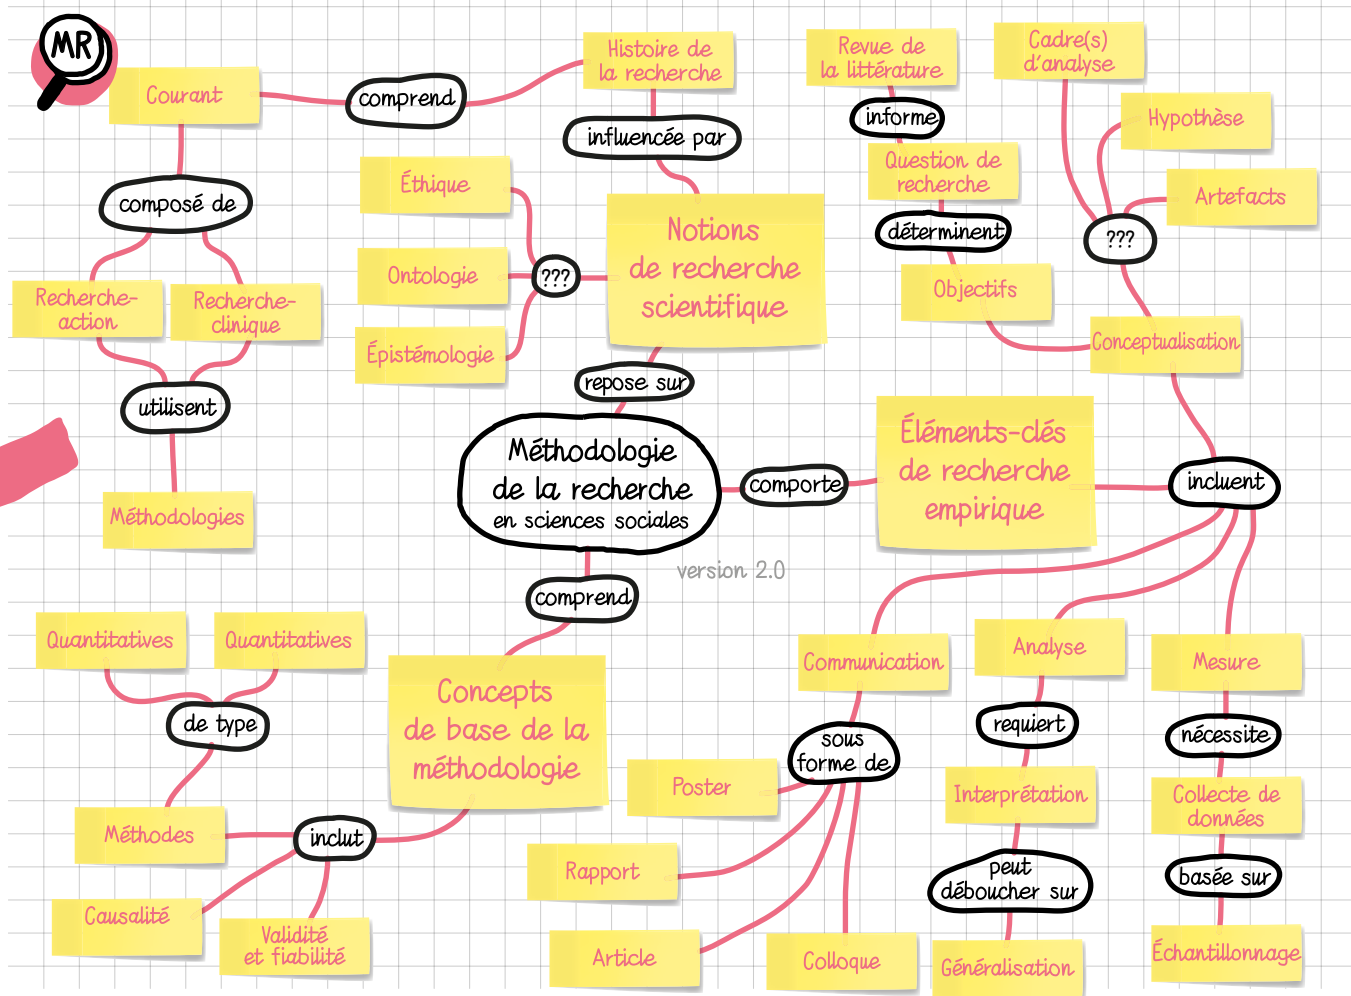 MR
Courant
comprend
Histoire de
la recherche
influencée par
composé de
Recherche-
action
Recherche-
clinique
utilisent
Méthodologies
Éthique
Ontologie
Épistémologie
???
Notions
de recherche
scientifique
repose sur
Revue de
la littérature
informe
Question de
recherche
déterminent
Objectifs
Cadre(s)
d'analyse
Hypothèse
Artefacts
???
Conceptualisation
Méthodologie
de la recherche
en sciences sociales
version 2.0
comporte
Éléments-clés
de recherche
empirique
incluent
comprend
Concepts
de base de la
méthodologie
Quantitatives
Quantitatives
de type
Méthodes
inclut
Causalité
Validité
et fiabilité
Communication
sous
forme de
Poster
Rapport
Article
Colloque
Analyse
requiert
Interprétation
peut
déboucher sur
Généralisation
Mesure
nécessite
Collecte de
données
basée sur
Échantillonnage